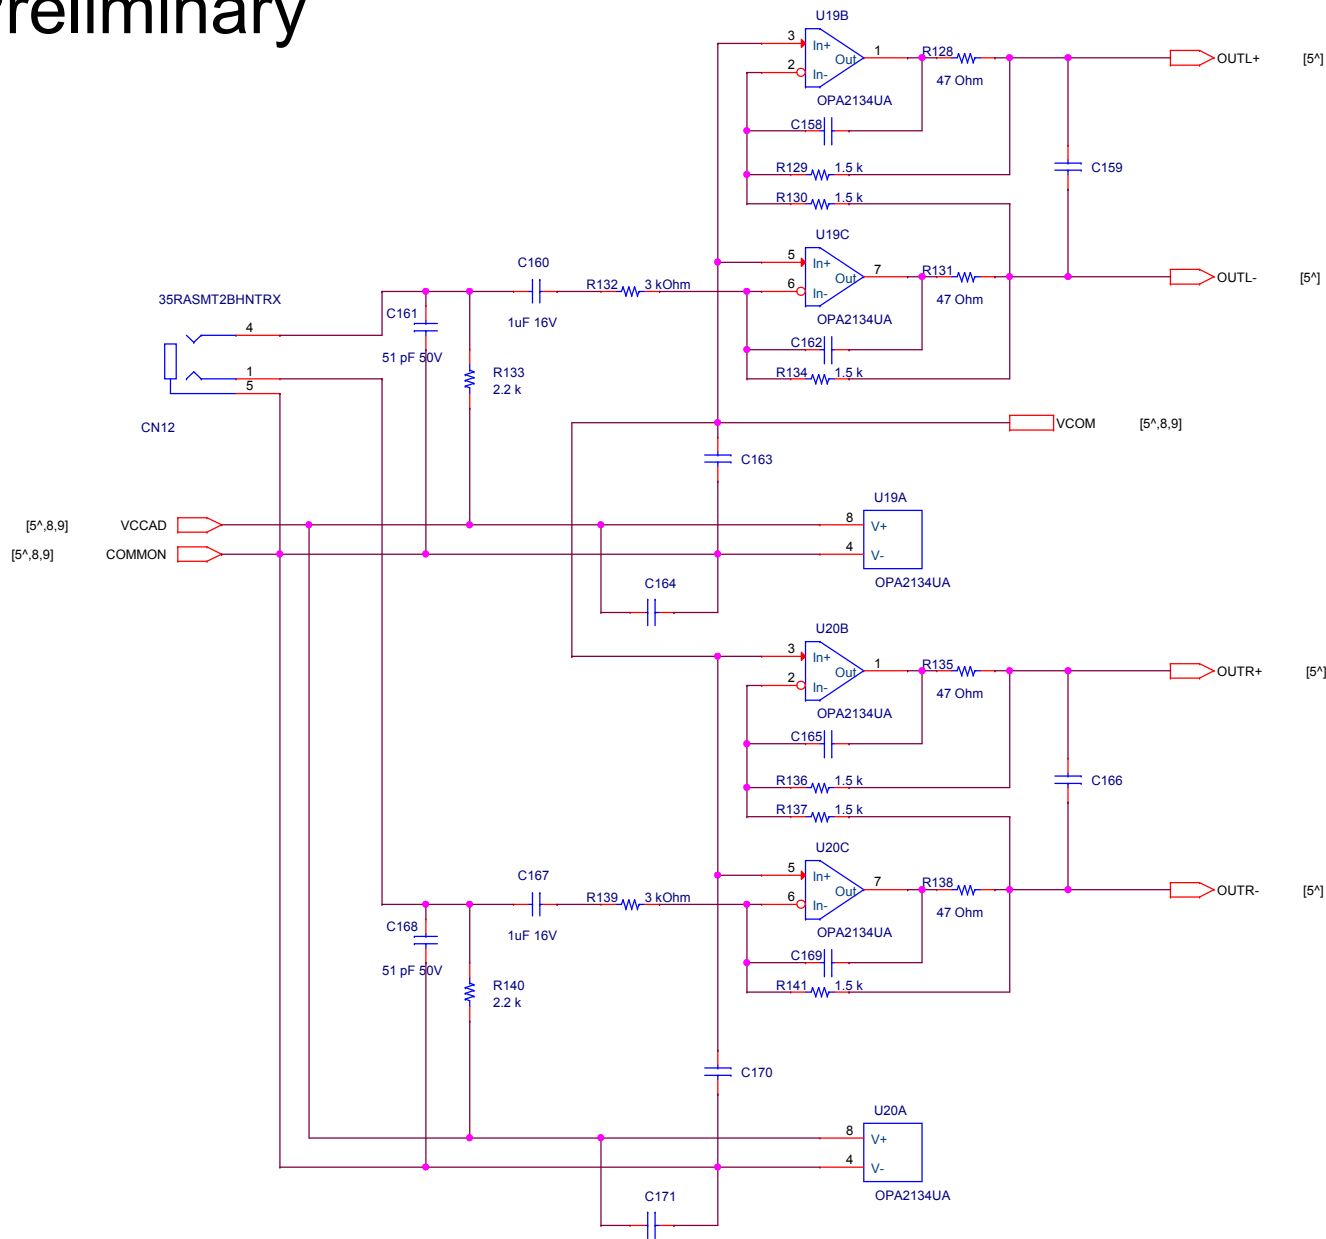 Preliminary
U19B
3 In+ Out 1 R128 OUTL+ [5^]
2 In- 47 Ohm
OPA2134UA
C158
R129 1.5 k C159
R130 1.5 k
U19C
5 In+ Out 7 R131 OUTL- [5^]
6 In- 47 Ohm
OPA2134UA
C160 R132 3 kOhm
1uF 16V
C162
R134 1.5 k
35RASMT2BHNTRX
4
1
5
CN12
C161
51 pF 50V
R133
2.2 k
VCOM [5^,8,9]
C163
[5^,8,9] VCCAD
[5^,8,9] COMMON
U19A
8 V+
4 V-
OPA2134UA
C164
U20B
3 In+ Out 1 R135 OUTR+ [5^]
2 In- 47 Ohm
OPA2134UA
C165
R136 1.5 k C166
R137 1.5 k
U20C
5 In+ Out 7 R138 OUTR- [5^]
6 In- 47 Ohm
OPA2134UA
C167 R139 3 kOhm
1uF 16V
C169
R141 1.5 k
C168
51 pF 50V
R140
2.2 k
C170
U20A
8 V+
4 V-
OPA2134UA
C171